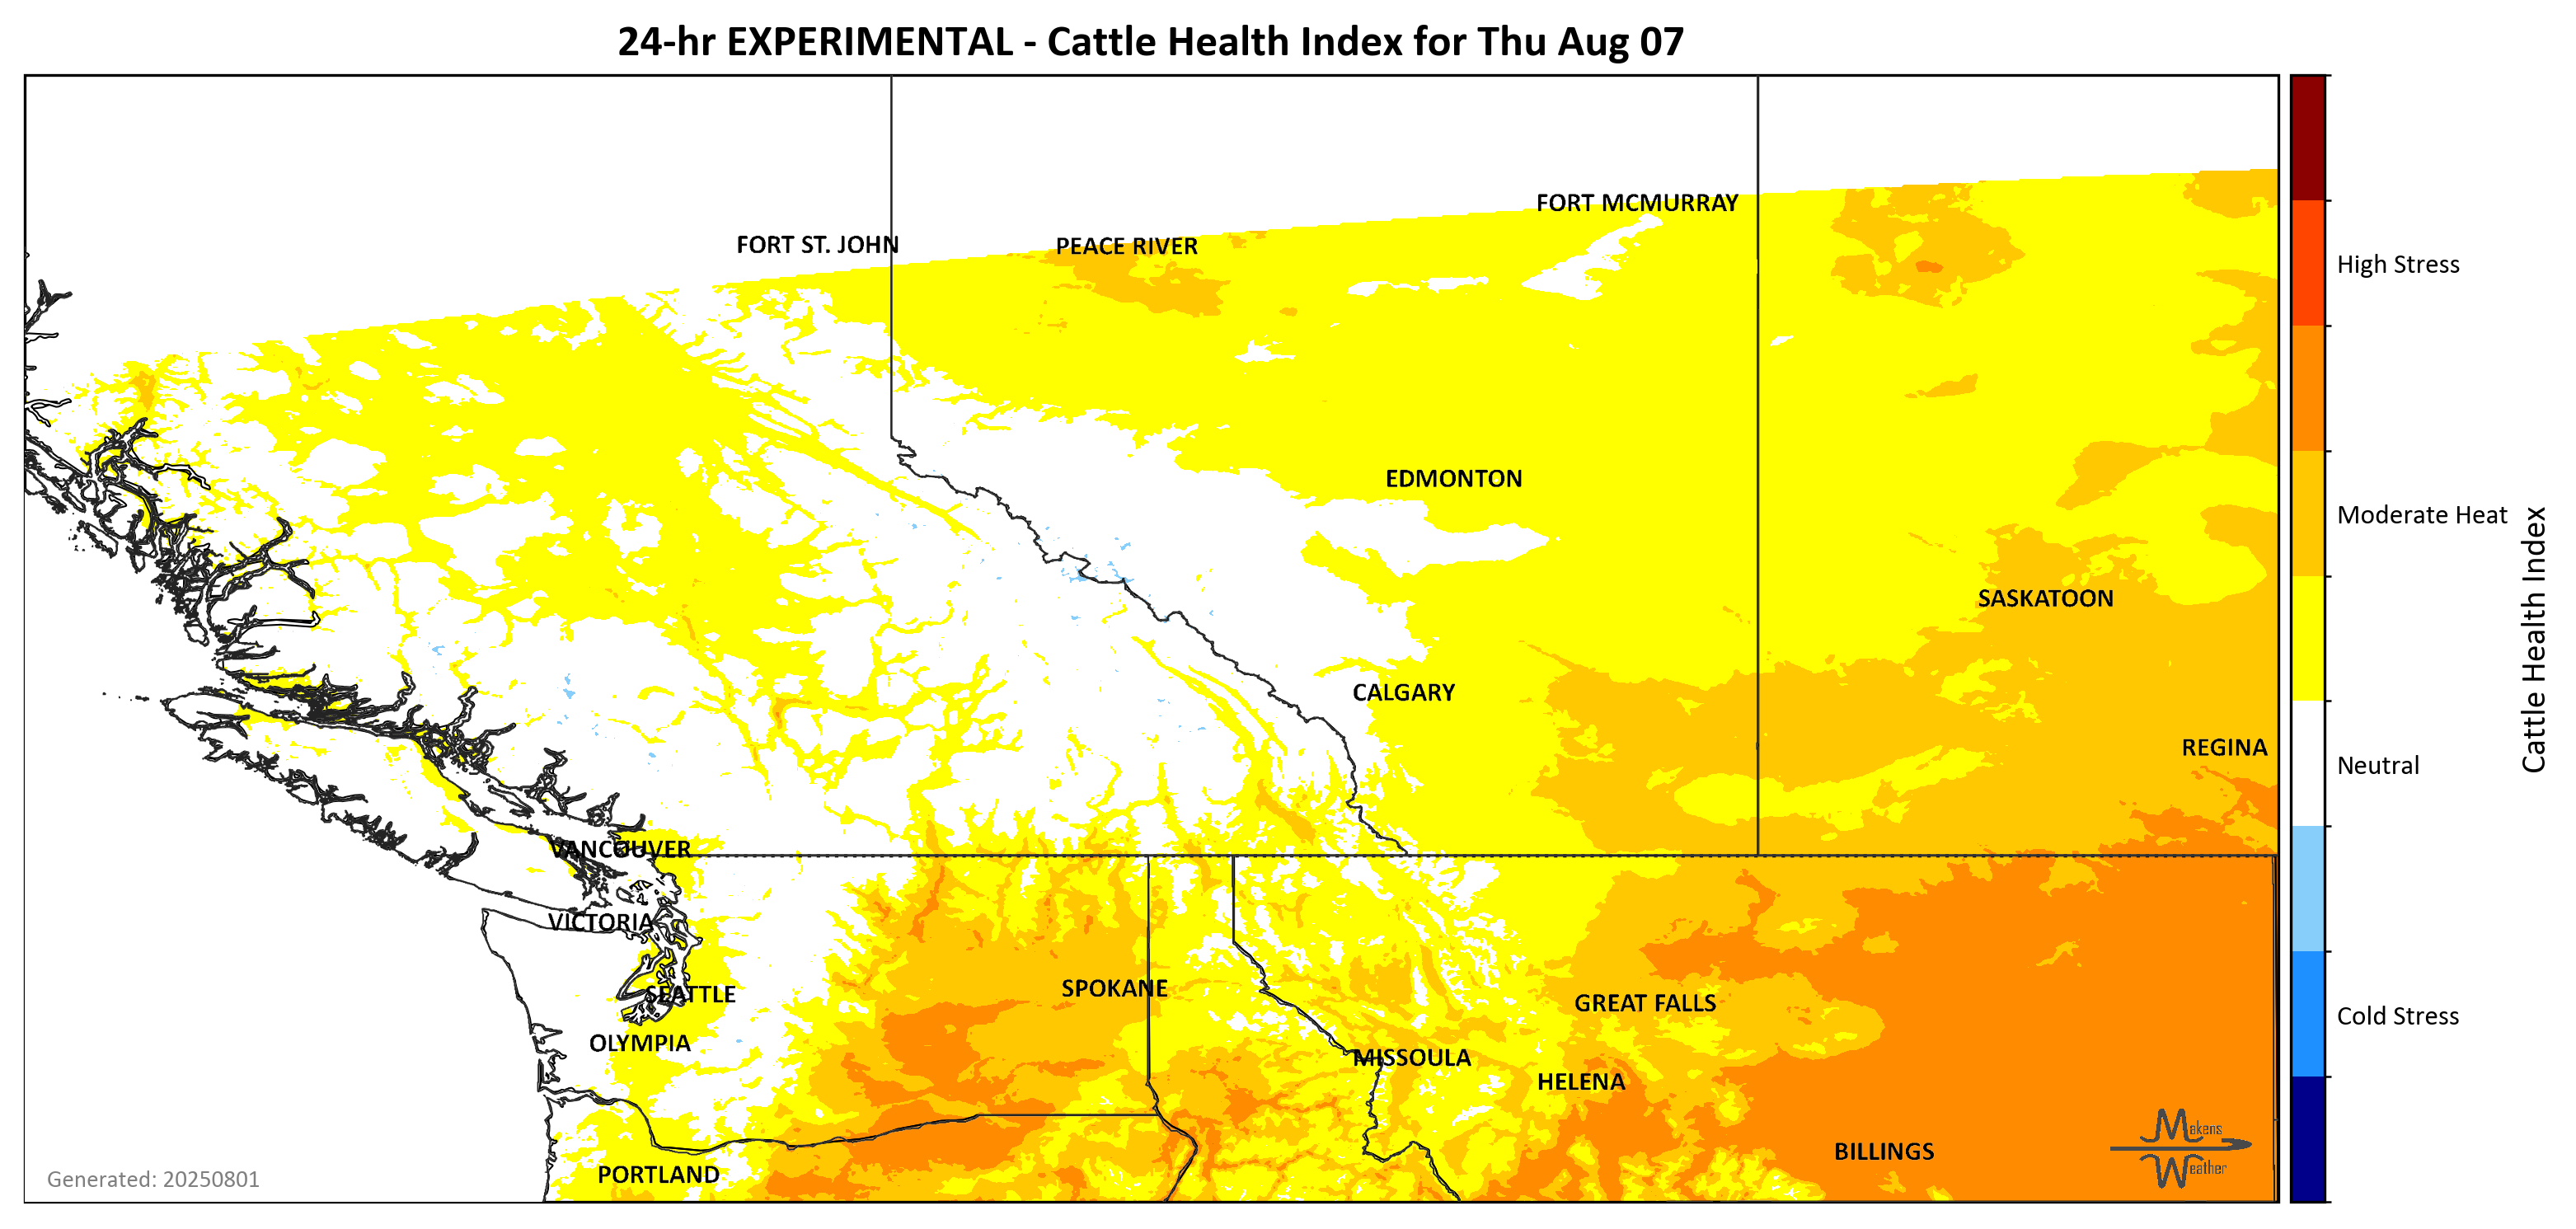 24-hr EXPERIMENTAL - Cattle Health Index for Thu Aug 07
FORT MCMURRAY
FORT ST. JOHN
PEACE RIVER
High Stress
EDMONTON
Moderate Heat
SASKATOON
Cattle Health Index
CALGARY
REGINA
Neutral
VANCOUVER
VICTORIA
SPOKANE
SEATTLE
GREAT FALLS
Cold Stress
OLYMPIA
MISSOULA
HELENA
Makens
Weather
BILLINGS
PORTLAND
Generated: 20250801